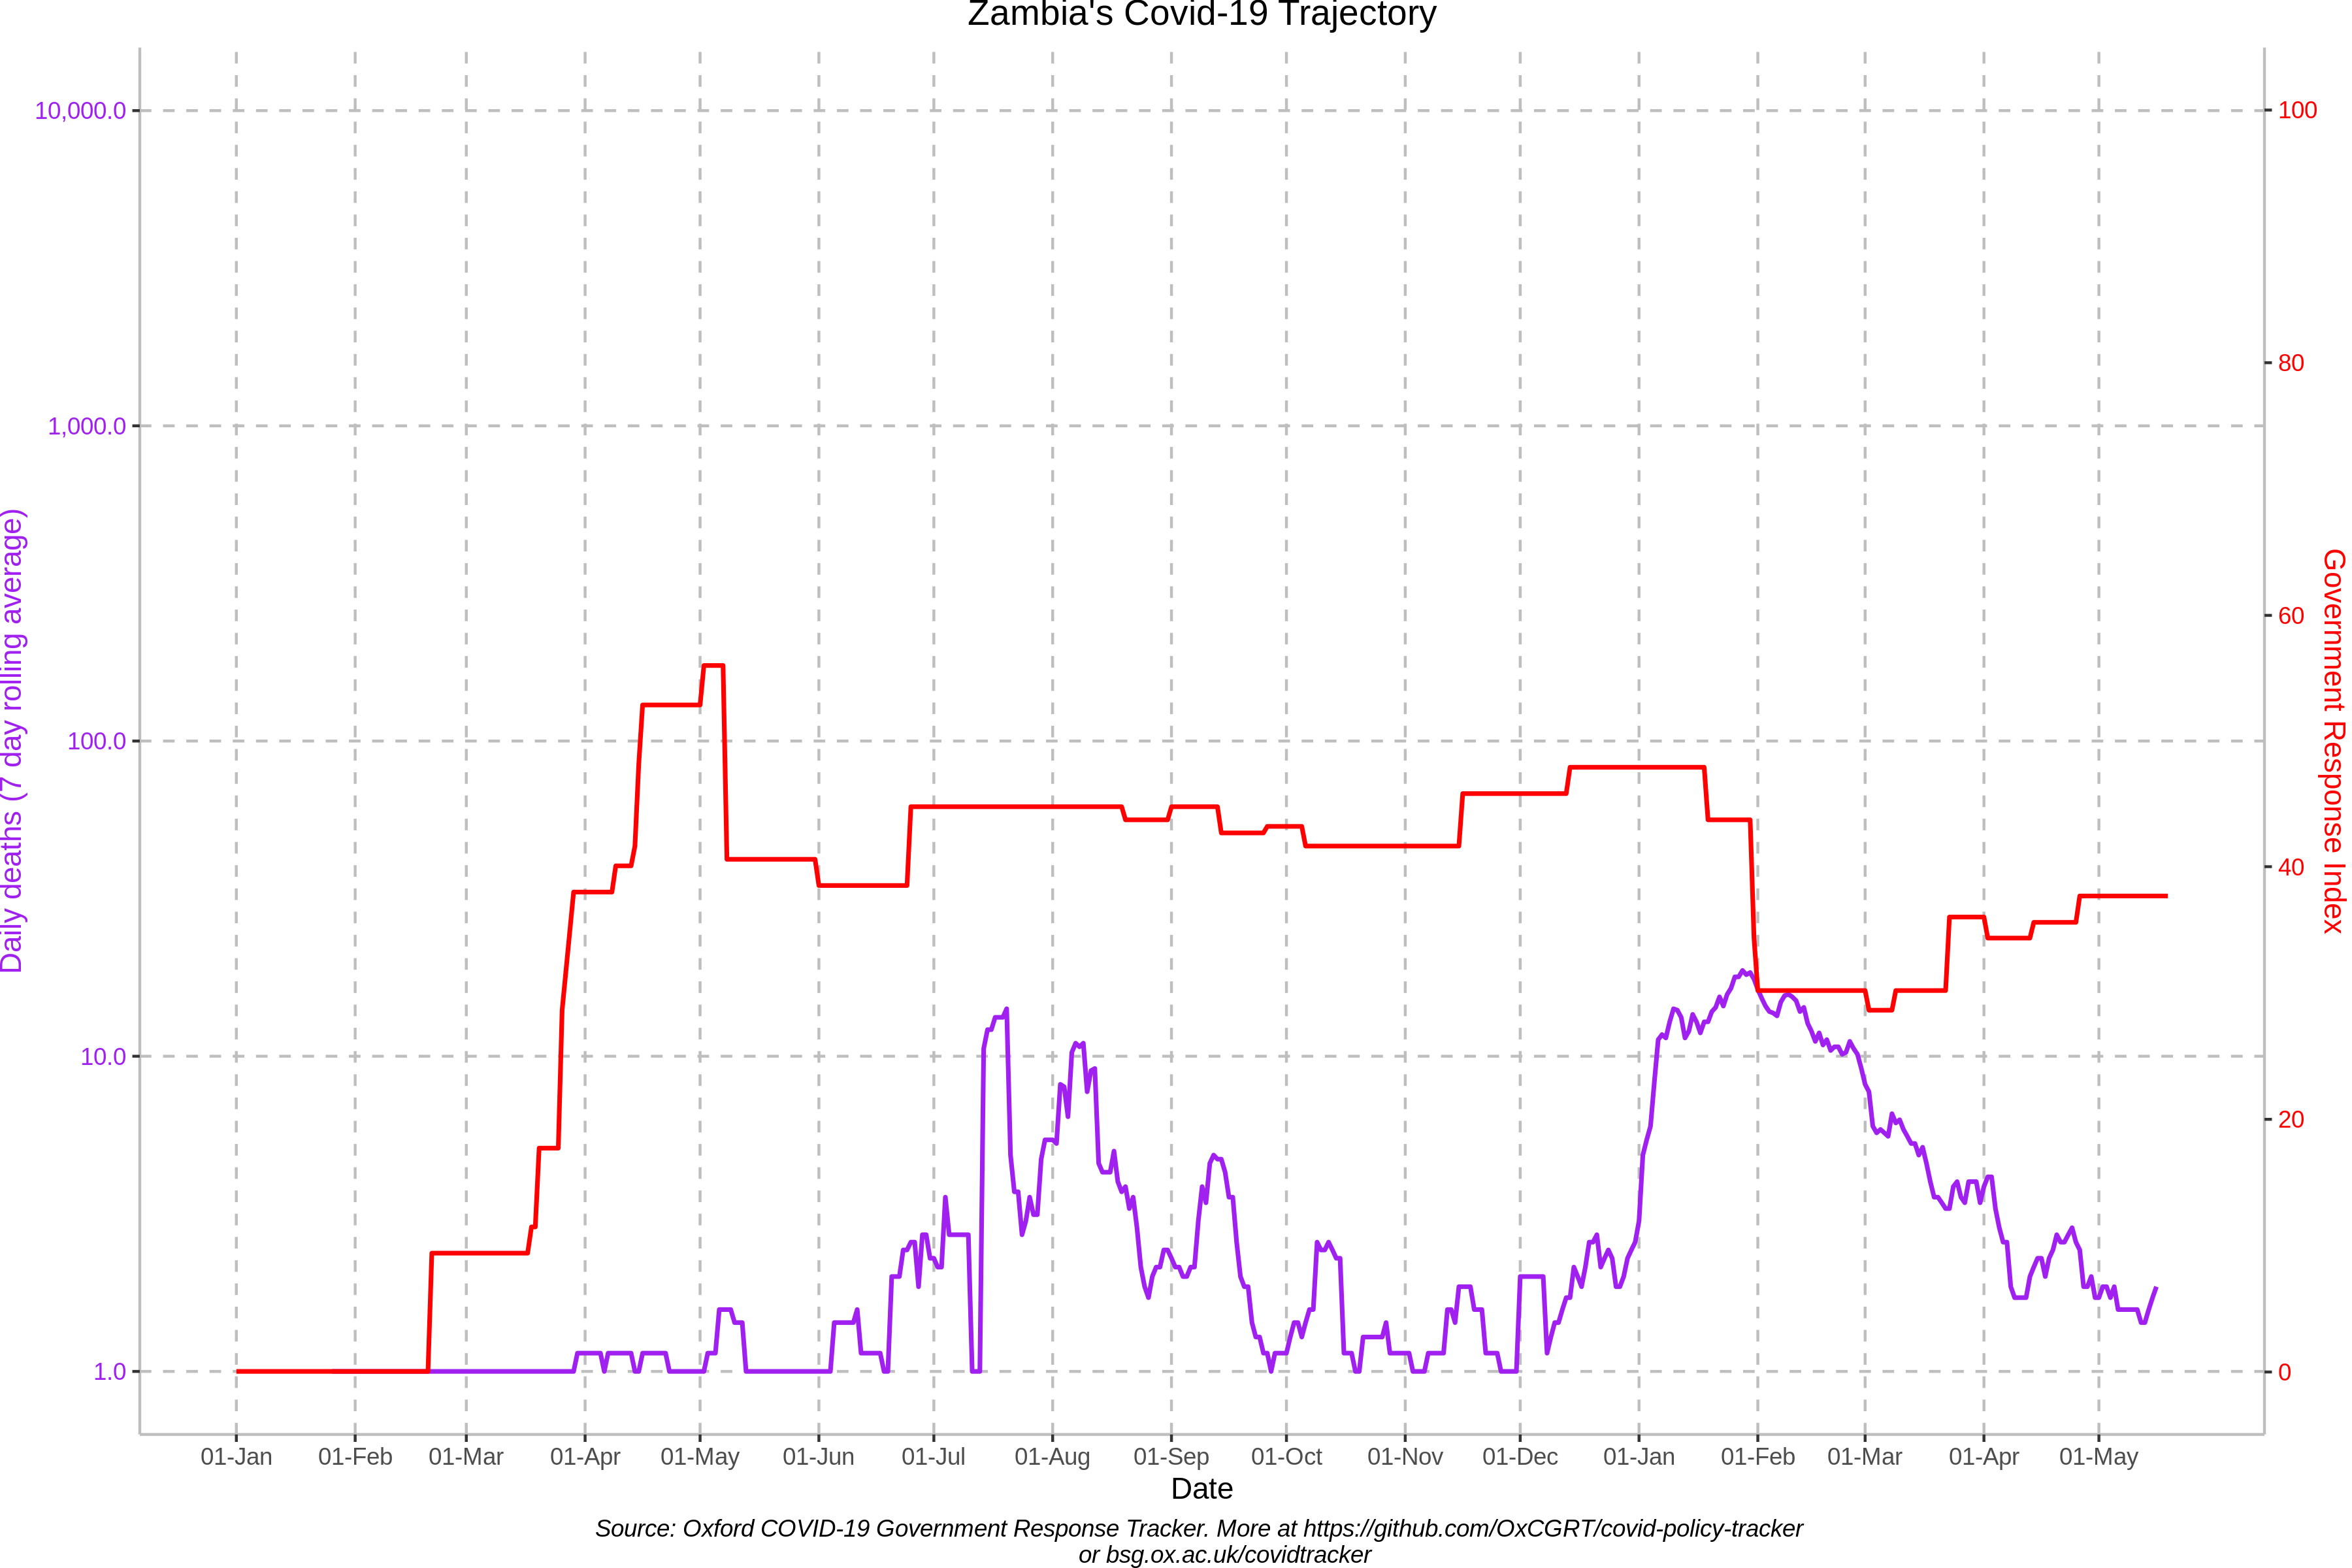 Zambia's Covid-19 Trajectory
10,000.0
1,000.0
100.0
10.0
1.0
Daily deaths (7 day rolling average)
100
80
60
40
20
0
Government Response Index
01-Jan 01-Feb 01-Mar 01-Apr 01-May 01-Jun 01-Jul 01-Aug 01-Sep 01-Oct 01-Nov 01-Dec 01-Jan 01-Feb 01-Mar 01-Apr 01-May
Date
Source: Oxford COVID-19 Government Response Tracker. More at https://github.com/OxCGRT/covid-policy-tracker
or bsg.ox.ac.uk/covidtracker